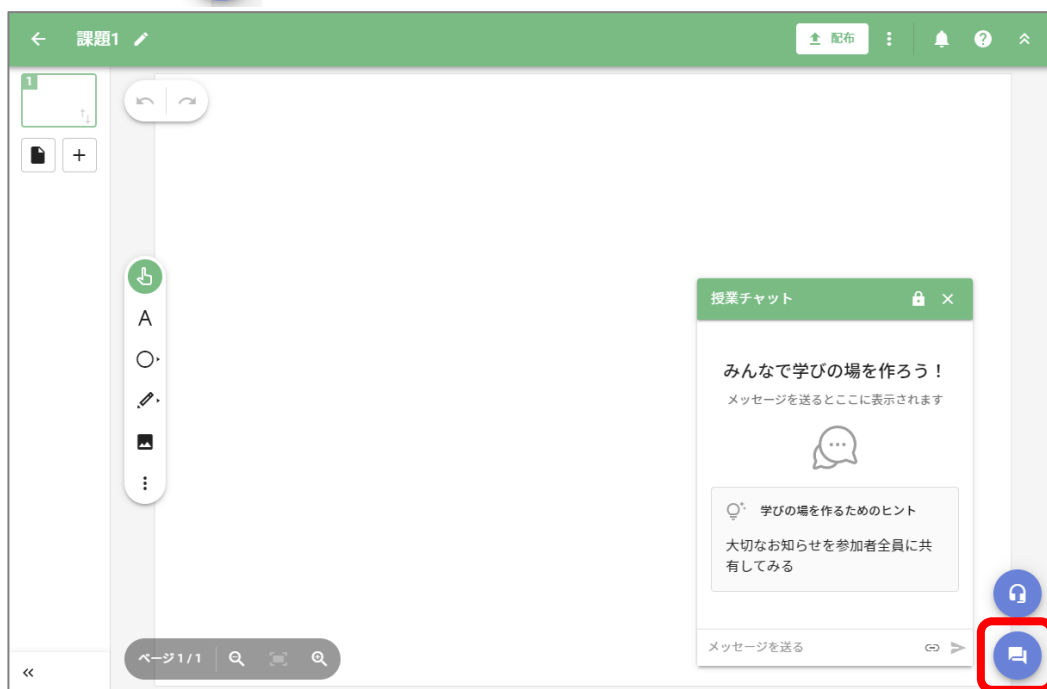 課題1
配布
1
A
授業チャット
みんなで学びの場を作ろう！
メッセージを送るとここに表示されます
学びの場を作るためのヒント
大切なお知らせを参加者全員に共
有してみる
メッセージを送る
ページ 1 / 1